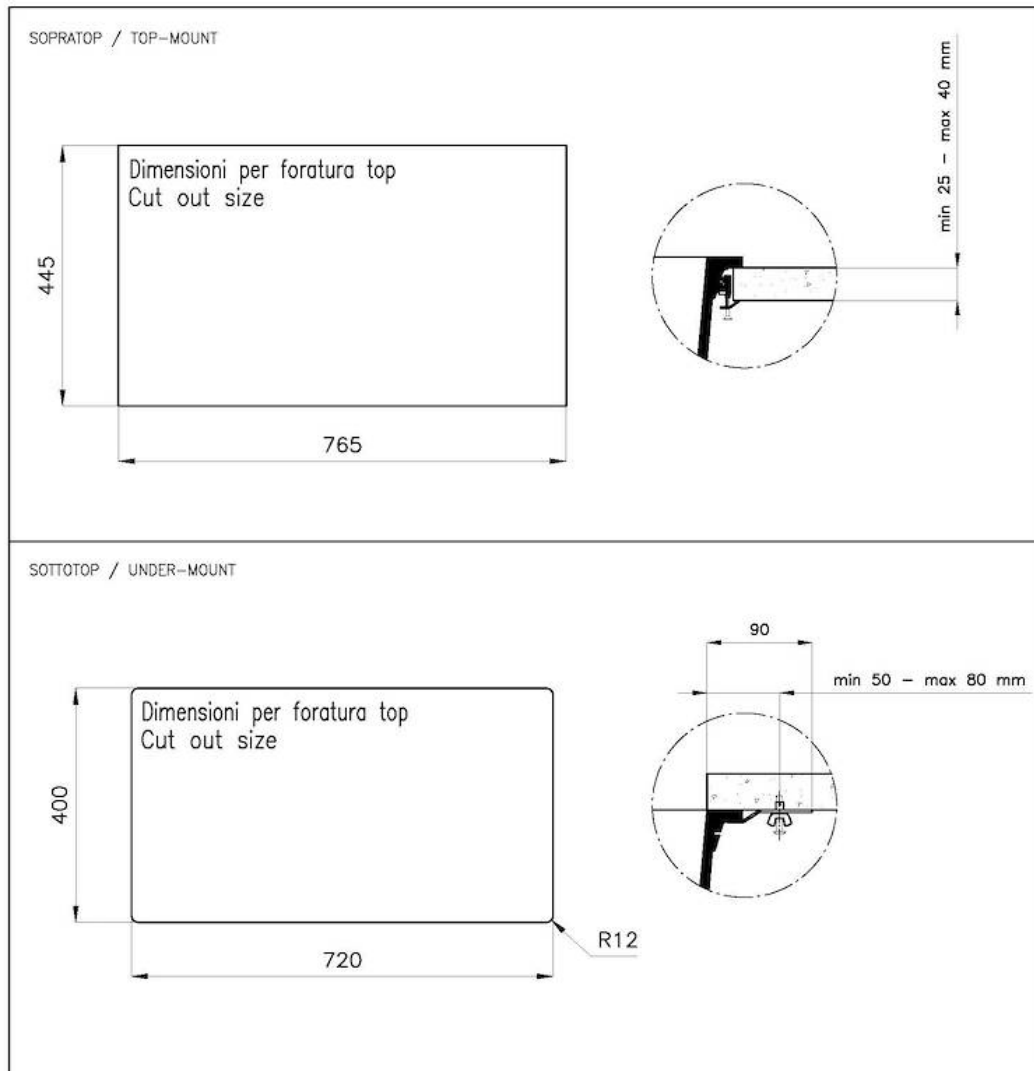 SOPRATOP / TOP-MOUNT
min 25 - max 40 mm
Dimensioni per foratura top
Cut out size
445
765
SOTTOTOP / UNDER-MOUNT
90
min 50 - max 80 mm
Dimensioni per foratura top
Cut out size
400
R12
720